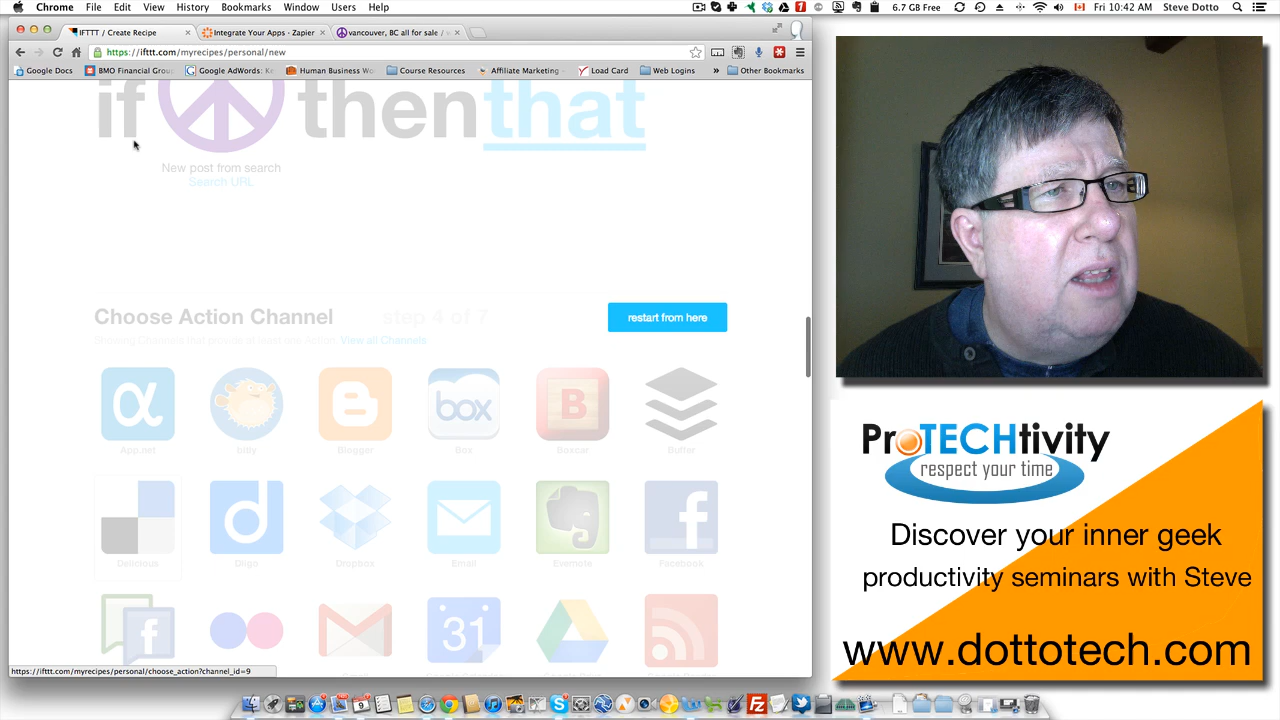 Chrome File Edit View History Bookmarks Window Users Help
6.7 GB Free Fri 10:42 AM Steve Dotto
IFTTT / Create Recipe
Integrate Your Apps - Zapier
vancouver, BC all for sale /
https://ifttt.com/myrecipes/personal/new
Google Docs BMO Financial Group Google AdWords: Ke Human Business Wo Course Resources Affiliate Marketing - Load Card Web Logins » Other Bookmarks
if then that
New post from search
Search URL
Choose Action Channel step 4 of 7 restart from here
Showing Channels that provide at least one Action. View all Channels
App.net bitly Blogger Box Boxcar Buffer
box
B
Delicious Diigo Dropbox Email Evernote Facebook
31
https://ifttt.com/myrecipes/personal/choose_action?channel_id=9
ProTECHtivity
respect your time
Discover your inner geek
productivity seminars with Steve
www.dottotech.com